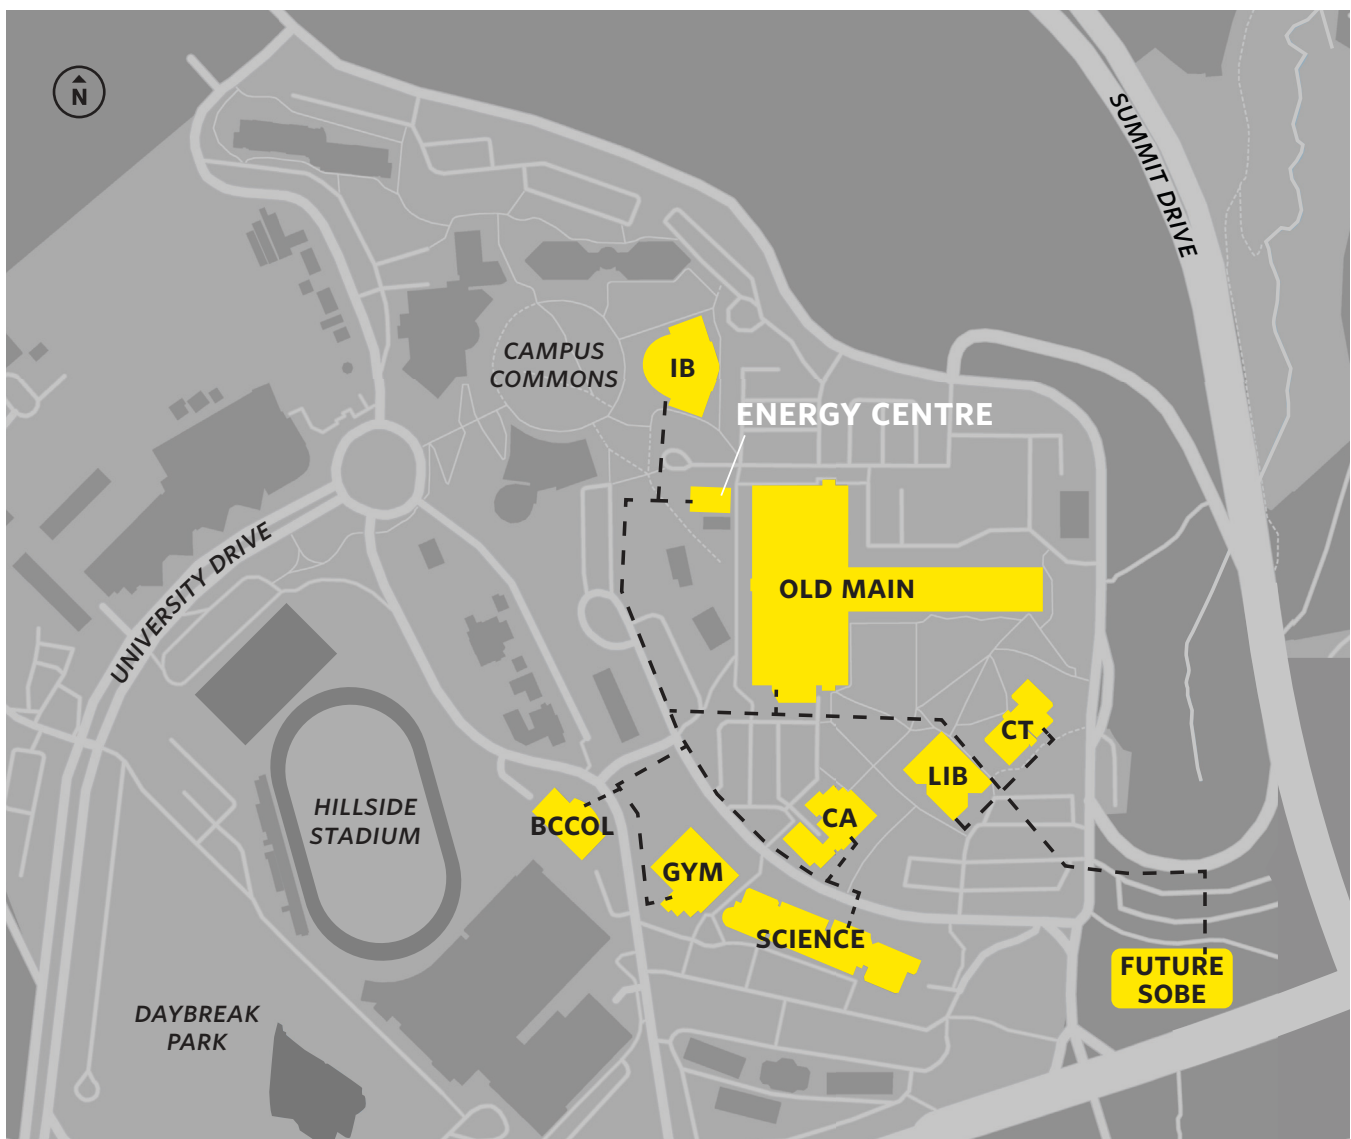 N
SUMMIT DRIVE
CAMPUS
COMMONS
IB
ENERGY CENTRE
UNIVERSITY DRIVE
OLD MAIN
CT
LIB
HILLSIDE
STADIUM
BCCOL
CA
GYM
SCIENCE
FUTURE
SOBE
DAYBREAK
PARK